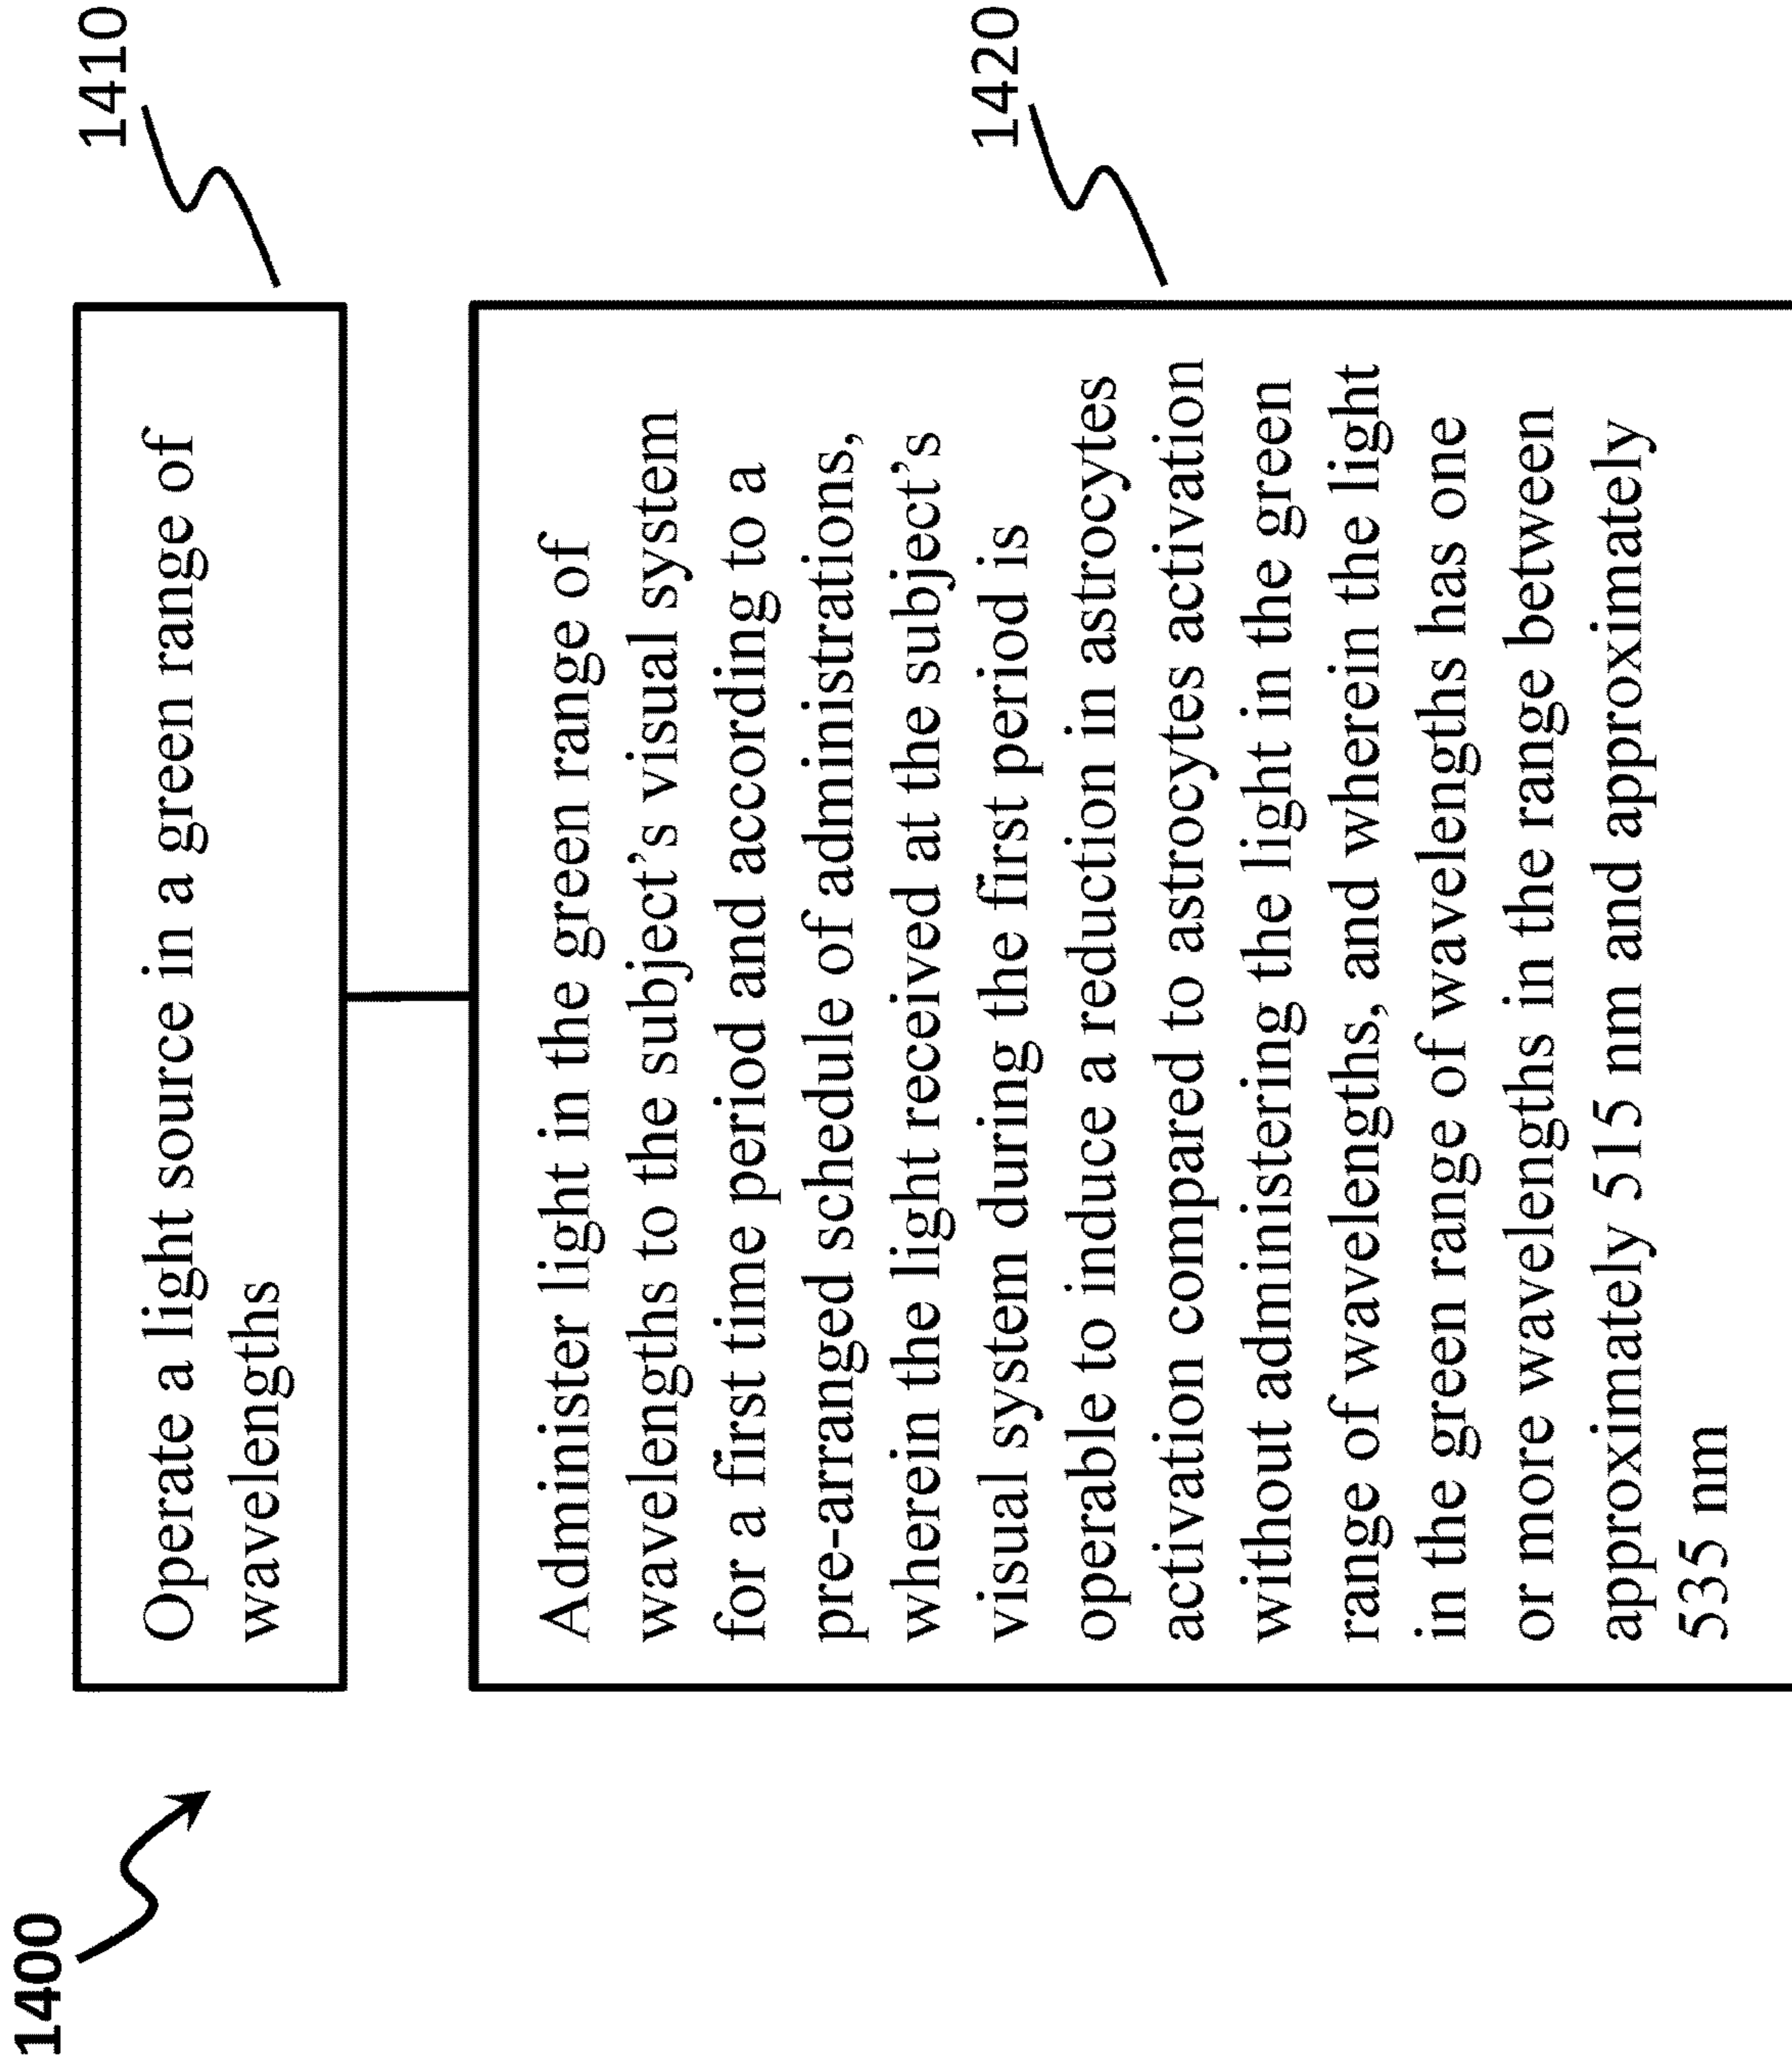 1400
1410
Operate a light source in a green range of
wavelengths
1420
Administer light in the green range of
wavelengths to the subject's visual system
for a first time period and according to a
pre-arranged schedule of administrations,
wherein the light received at the subject's
visual system during the first period is
operable to induce a reduction in astrocytes
activation compared to astrocytes activation
without administering the light in the green
range of wavelengths, and wherein the light
in the green range of wavelengths has one
or more wavelengths in the range between
approximately 515 nm and approximately
535 nm